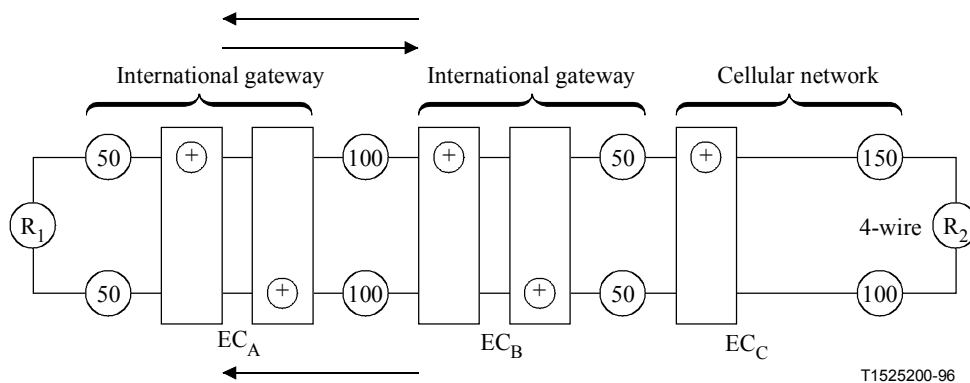 International gateway International gateway Cellular network
50 + 100 + 50 + 150
R1 4-wire R2
50 + 100 + 50 100
ECA ECB ECC
T1525200-96